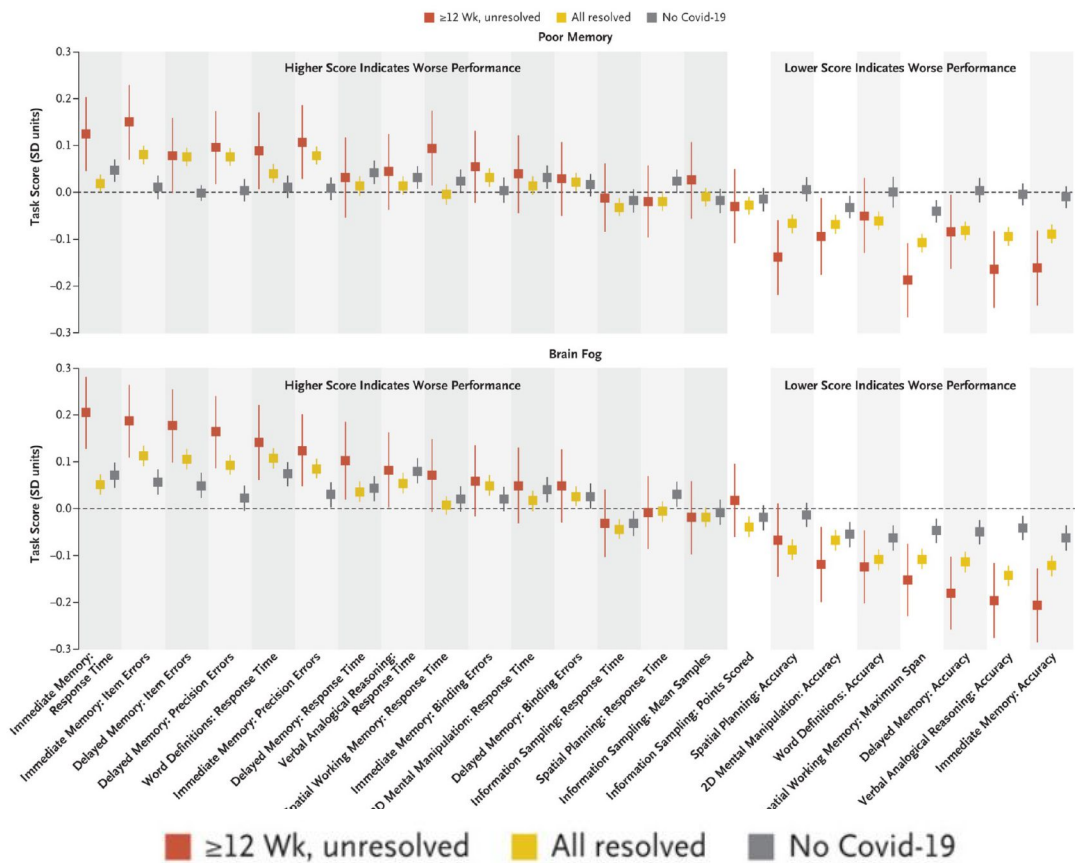 ≥12 Wk, unresolved All resolved No Covid-19
Poor Memory
Higher Score Indicates Worse Performance Lower Score Indicates Worse Performance
Task Score (SD units)
0.3
0.2
0.1
0.0
−0.1
−0.2
−0.3
Brain Fog
Higher Score Indicates Worse Performance Lower Score Indicates Worse Performance
Task Score (SD units)
0.3
0.2
0.1
0.0
−0.1
−0.2
−0.3
Immediate Memory:
Response Time
Immediate Memory: Item Errors
Delayed Memory: Item Errors
Delayed Memory: Precision Errors
Word Definitions: Response Time
Immediate Memory: Precision Errors
Delayed Memory: Response Time
Verbal Analogical Reasoning:
Response Time
patial Working Memory: Response Time
Immediate Memory: Binding Errors
D Mental Manipulation: Response Time
Delayed Memory: Binding Errors
Information Sampling: Response Time
Spatial Planning: Response Time
Information Sampling: Mean Samples
Information Sampling: Points Scored
Spatial Planning: Accuracy
2D Mental Manipulation: Accuracy
Word Definitions: Accuracy
patial Working Memory: Maximum Span
Delayed Memory: Accuracy
Verbal Analogical Reasoning: Accuracy
Immediate Memory: Accuracy
≥12 Wk, unresolved All resolved No Covid-19